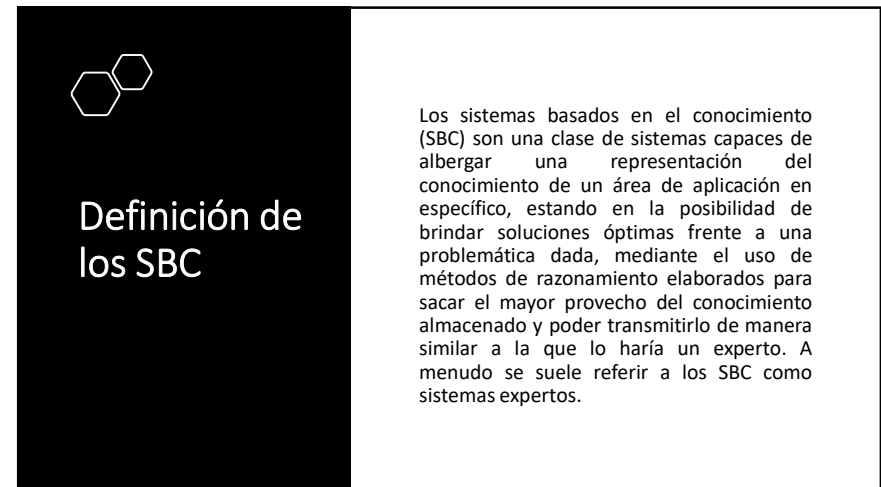 Definición de
los SBC
Los sistemas basados en el conocimiento
(SBC) son una clase de sistemas capaces de
albergar una representación del
conocimiento de un área de aplicación en
específico, estando en la posibilidad de
brindar soluciones óptimas frente a una
problemática dada, mediante el uso de
métodos de razonamiento elaborados para
sacar el mayor provecho del conocimiento
almacenado y poder transmitirlo de manera
similar a la que lo haría un experto. A
menudo se suele referir a los SBC como
sistemas expertos.